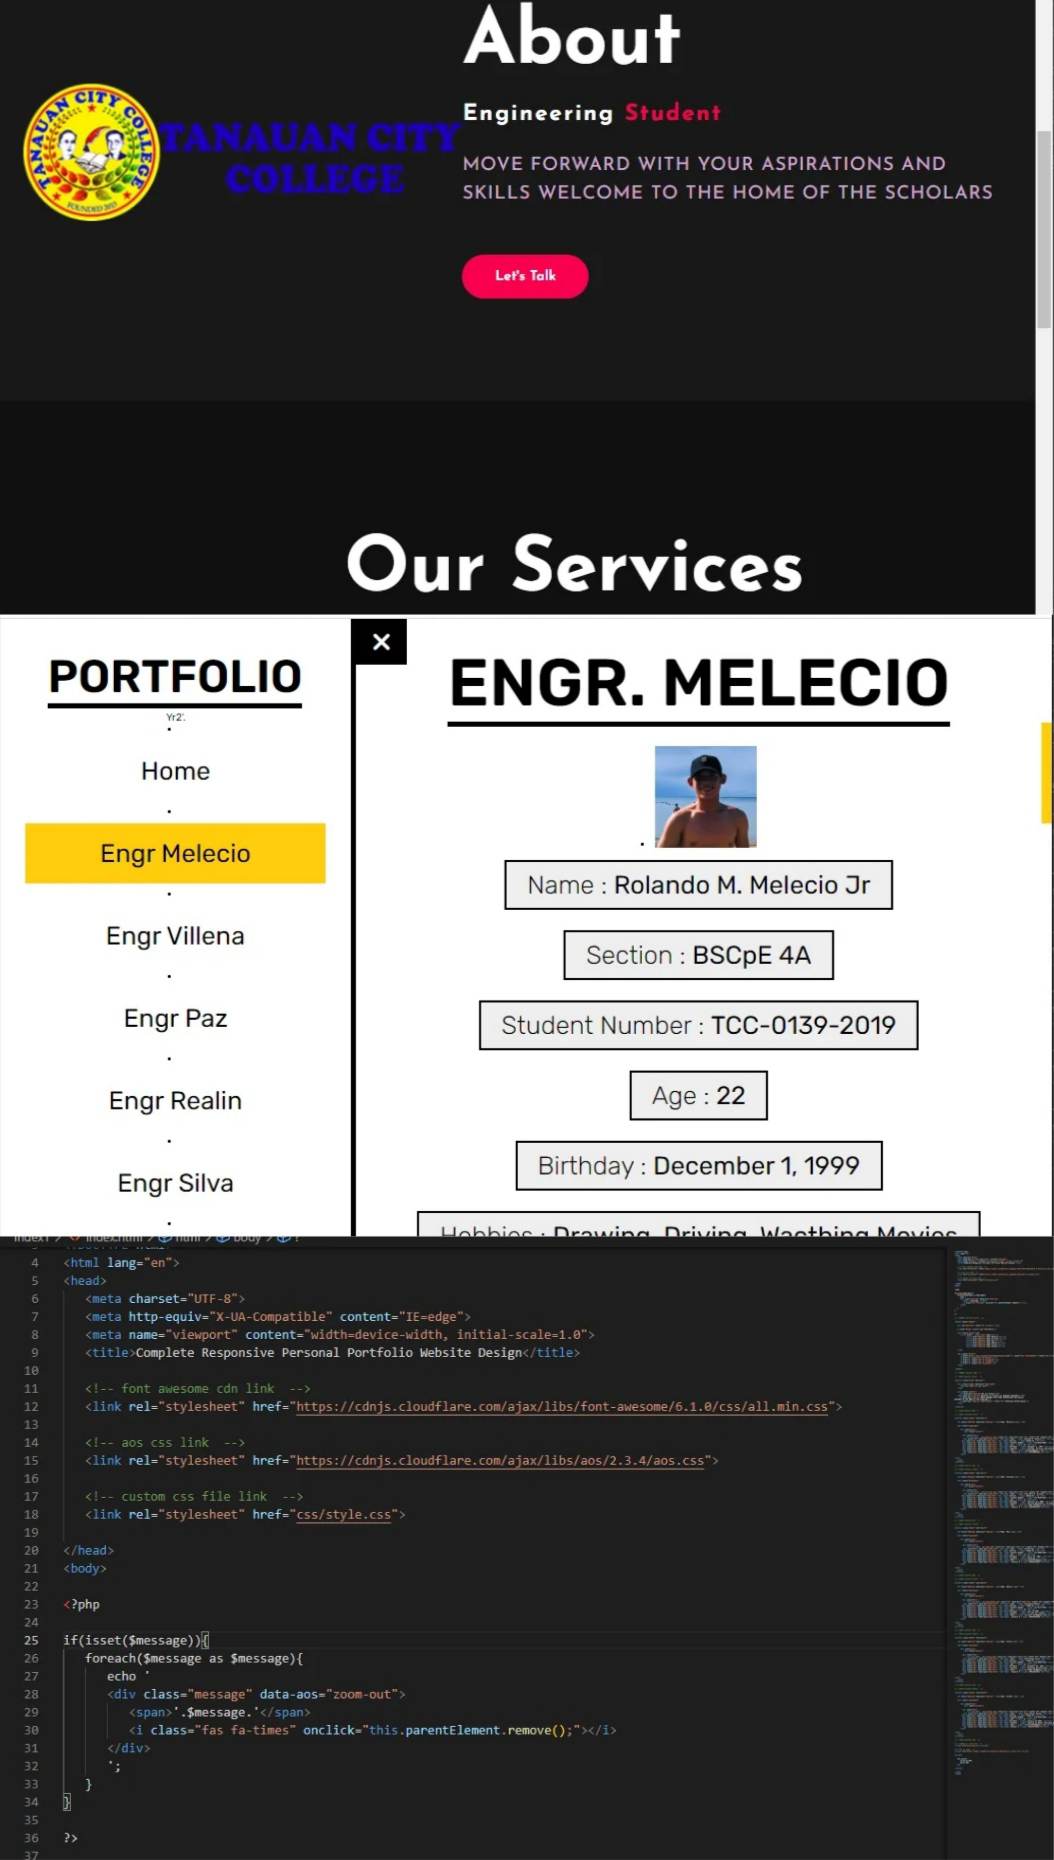 About
TANAUAN CITY COLLEGE
FOUNDED 2013
TANAUAN CITY
COLLEGE
Engineering Student
MOVE FORWARD WITH YOUR ASPIRATIONS AND
SKILLS WELCOME TO THE HOME OF THE SCHOLARS
Let's Talk
Our Services
PORTFOLIO
Yr2'.
Home
Engr Melecio
Engr Villena
Engr Paz
Engr Realin
Engr Silva
×
ENGR. MELECIO
Name : Rolando M. Melecio Jr
Section : BSCpE 4A
Student Number : TCC-0139-2019
Age : 22
Birthday : December 1, 1999
Hobbies : Drawing, Driving, Wacthing Movies
index1 > <> index.html > html > body > ?
4 <html lang="en">
5 <head>
6 <meta charset="UTF-8">
7 <meta http-equiv="X-UA-Compatible" content="IE=edge">
8 <meta name="viewport" content="width=device-width, initial-scale=1.0">
9 <title>Complete Responsive Personal Portfolio Website Design</title>
10
11 <!-- font awesome cdn link  -->
12 <link rel="stylesheet" href="https://cdnjs.cloudflare.com/ajax/libs/font-awesome/6.1.0/css/all.min.css">
13
14 <!-- aos css link  -->
15 <link rel="stylesheet" href="https://cdnjs.cloudflare.com/ajax/libs/aos/2.3.4/aos.css">
16
17 <!-- custom css file link  -->
18 <link rel="stylesheet" href="css/style.css">
19
20 </head>
21 <body>
22
23 <?php
24
25 if(isset($message)){
26 foreach($message as $message){
27 echo '
28 <div class="message" data-aos="zoom-out">
29 <span>'.$message.'</span>
30 <i class="fas fa-times" onclick="this.parentElement.remove();"></i>
31 </div>
32 ';
33 }
34 }
35
36 ?>
37